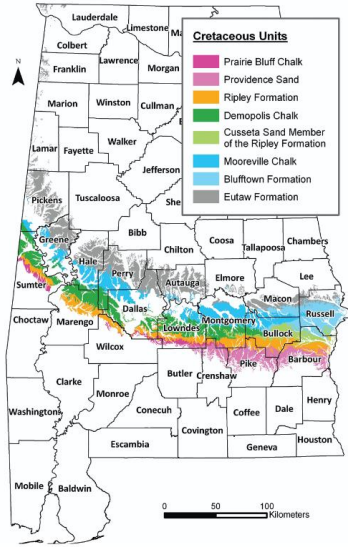 Lauderdale
Limestone
Ma
Colbert
Lawrence
Franklin
Morgan
N
Marion
Winston
Cullman
Walker
Lamar
Fayette
Jefferson
She
Tuscaloosa
Pickens
Bibb
Greene
Hale
Perry
Chilton
Coosa
Tallapoosa
Chambers
Autauga
Elmore
Lee
Macon
Russell
Sumter
Dallas
Montgomery
Lowndes
Bullock
Choctaw
Marengo
Wilcox
Butler
Crenshaw
Pike
Barbour
Clarke
Monroe
Henry
Conecuh
Coffee
Dale
Washington
Covington
Escambia
Geneva
Houston
Mobile
Baldwin
Cretaceous Units
Prairie Bluff Chalk
Providence Sand
Ripley Formation
Demopolis Chalk
Cusseta Sand Member
of the Ripley Formation
Mooreville Chalk
Blufftown Formation
Eutaw Formation
0 50 100
Kilometers